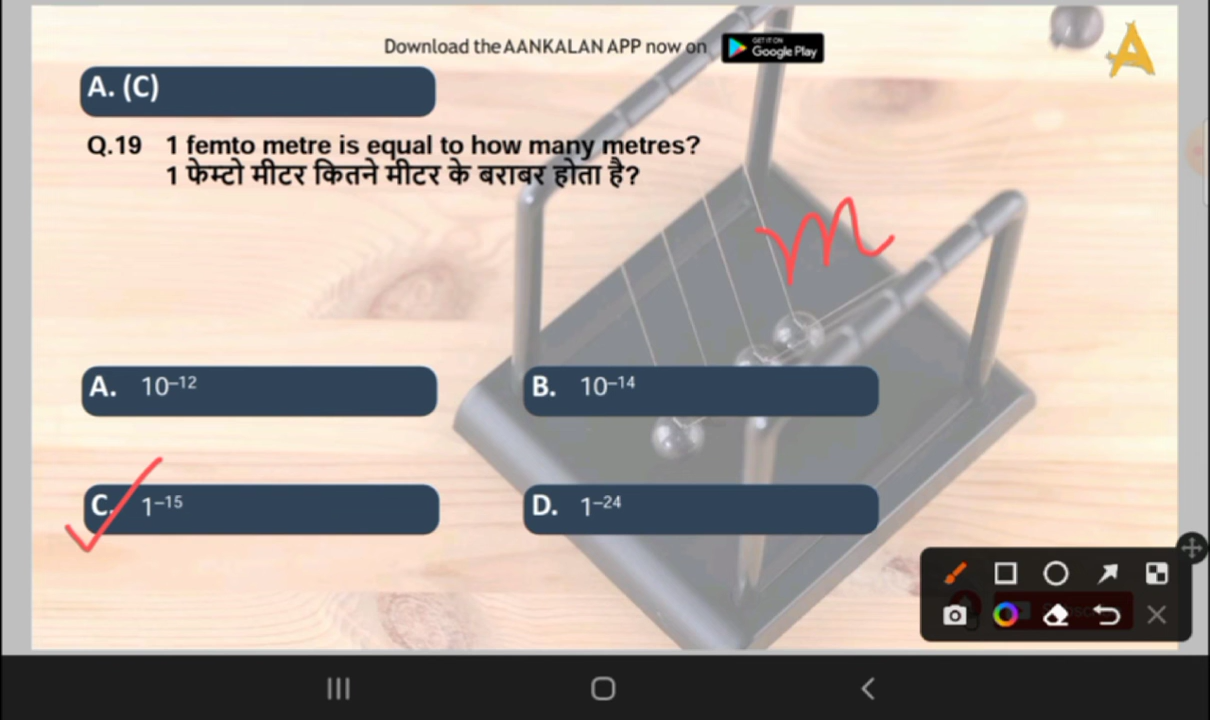 Download the AANKALAN APP now on GET IT ON Google Play
A
A. (C)
Q.19 1 femto metre is equal to how many metres?
1 फेम्टो मीटर कितने मीटर के बराबर होता है?
m
A. 10⁻¹²
B. 10⁻¹⁴
C. 1⁻¹⁵
D. 1⁻²⁴